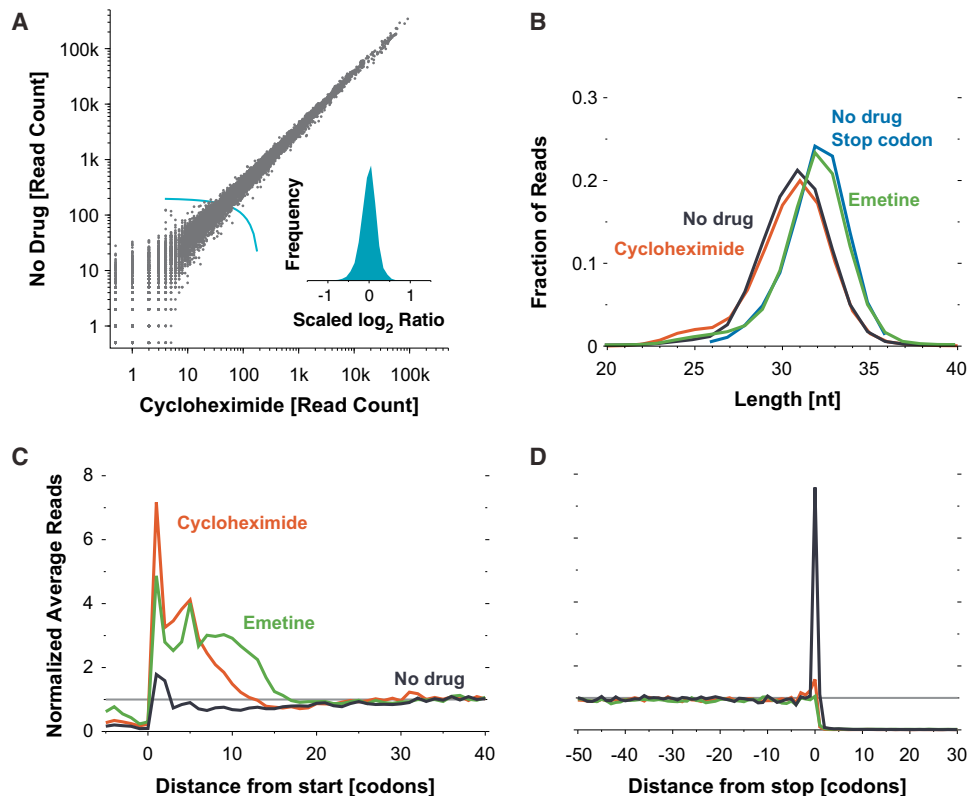 A
No Drug [Read Count]
100k
10k
1k
100
10
1
1
10
100
1k
10k
100k
Cycloheximide [Read Count]
Frequency
-1
0
1
Scaled log2 Ratio
B
Fraction of Reads
0.3
0.2
0.1
0
20
25
30
35
40
Length [nt]
No drug
Stop codon
Emetine
No drug
Cycloheximide
C
Normalized Average Reads
8
6
4
2
0
0
10
20
30
40
Distance from start [codons]
Cycloheximide
Emetine
No drug
D
-50
-40
-30
-20
-10
0
10
20
30
Distance from stop [codons]